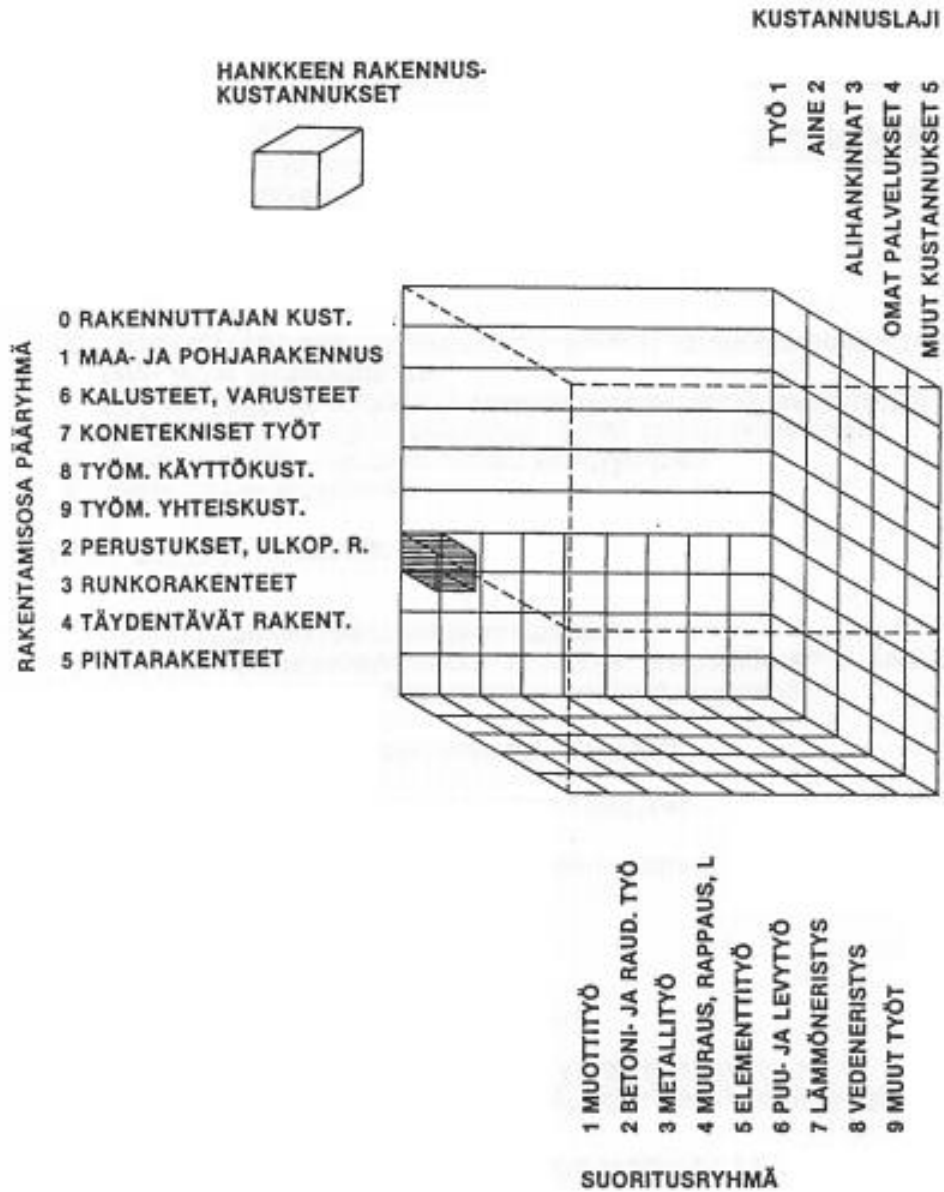 KUSTANNUSLAJI
HANKKEEN RAKENNUS-
KUSTANNUKSET
TYÖ 1
AINE 2
ALIHANKINNAT 3
OMAT PALVELUKSET 4
MUUT KUSTANNUKSET 5
RAKENTAMISOSA PÄÄRYHMÄ
0 RAKENNUTTAJAN KUST.
1 MAA- JA POHJARAKENNUS
6 KALUSTEET, VARUSTEET
7 KONETEKNISET TYÖT
8 TYÖM. KÄYTTÖKUST.
9 TYÖM. YHTEISKUST.
2 PERUSTUKSET, ULKOP. R.
3 RUNKORAKENTEET
4 TÄYDENTÄVÄT RAKENT.
5 PINTARAKENTEET
1 MUOTTITYÖ
2 BETONI- JA RAUD. TYÖ
3 METALLITYÖ
4 MUURAUS, RAPPAUS, L
5 ELEMENTTITYÖ
6 PUU- JA LEVYTYÖ
7 LÄMMÖNERISTYS
8 VEDENERISTYS
9 MUUT TYÖT
SUORITUSRYHMÄ